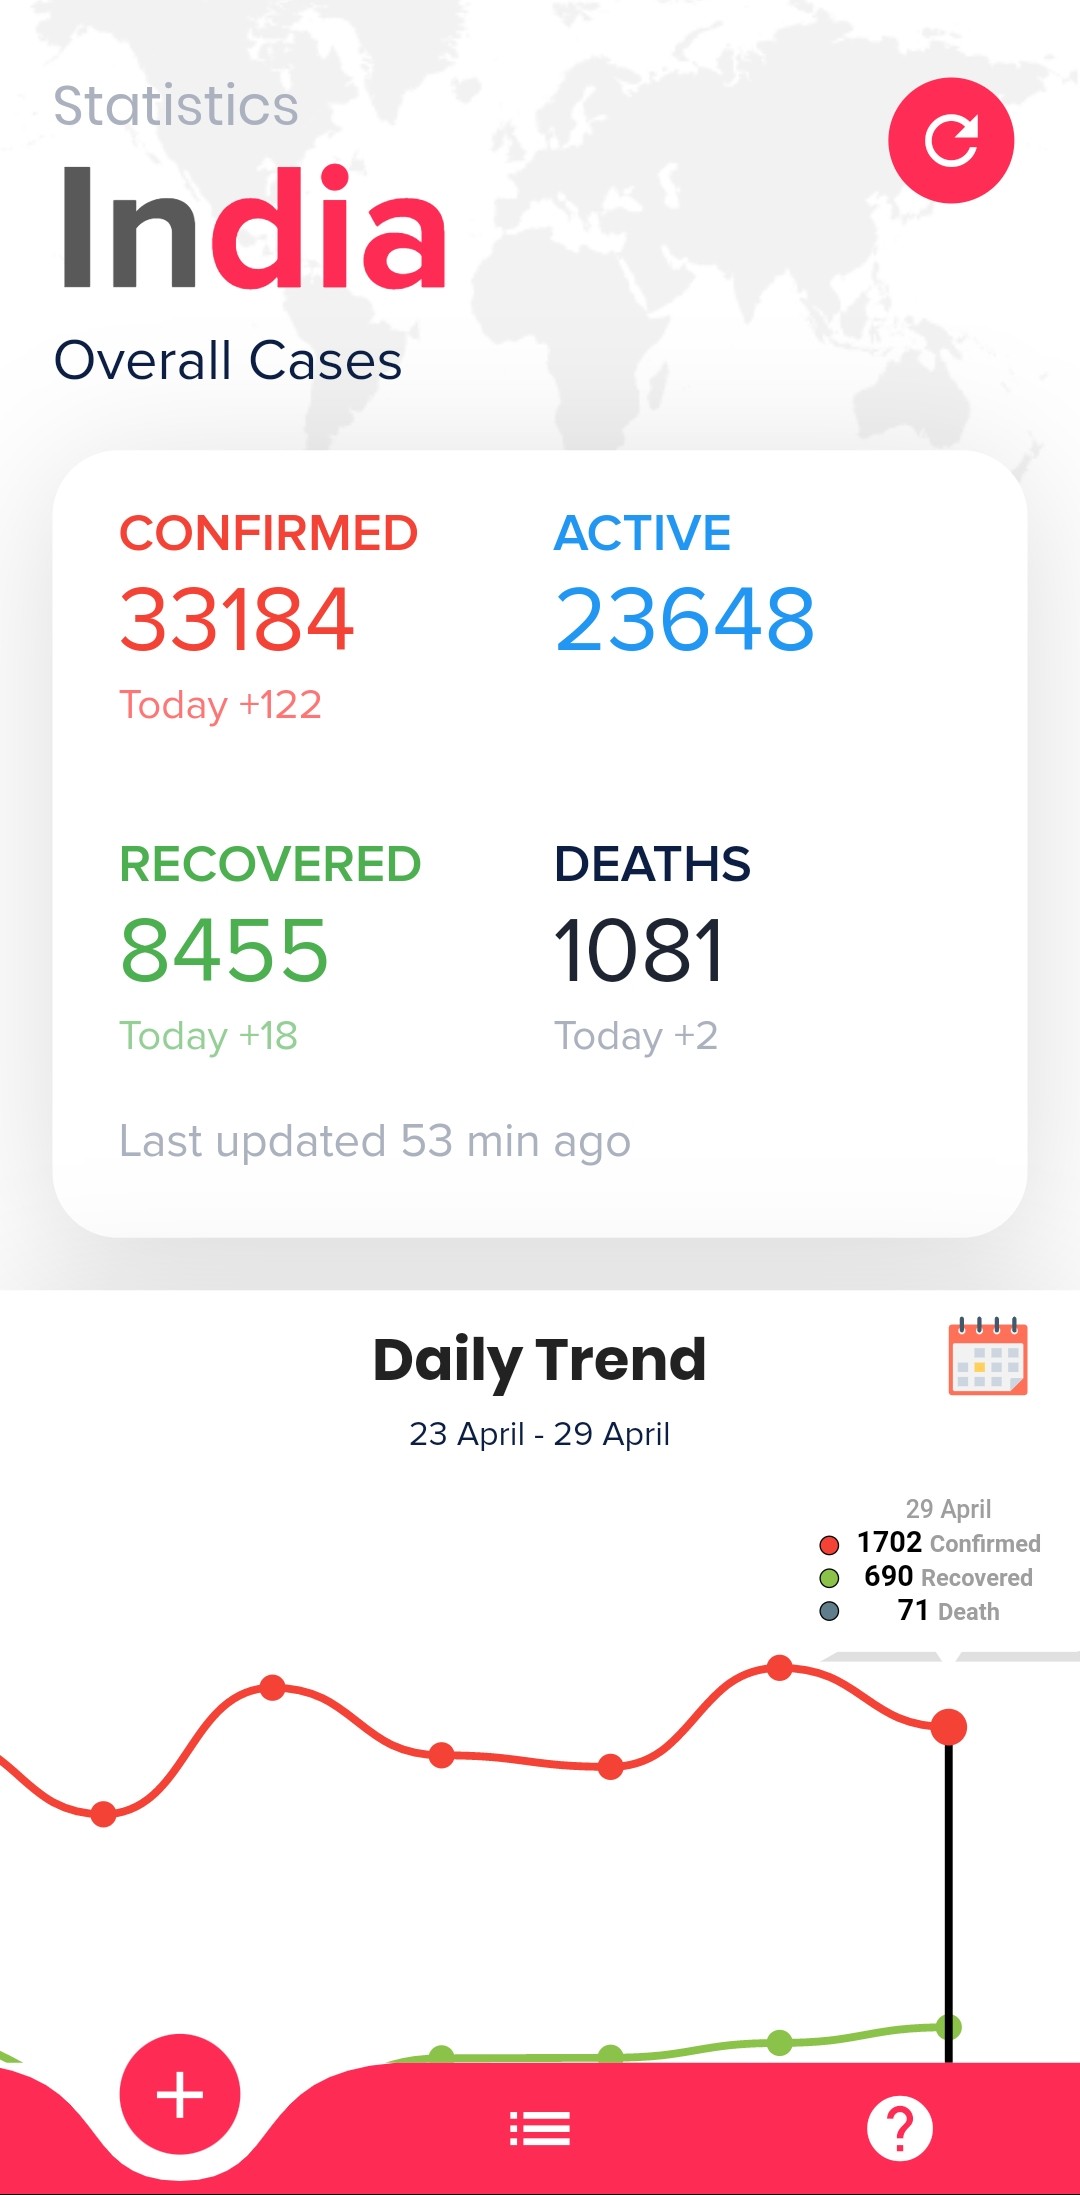 Statistics
India
Overall Cases
CONFIRMED
33184
Today +122
ACTIVE
23648
RECOVERED
8455
Today +18
DEATHS
1081
Today +2
Last updated 53 min ago
Daily Trend
23 April - 29 April
29 April
1702 Confirmed
690 Recovered
71 Death